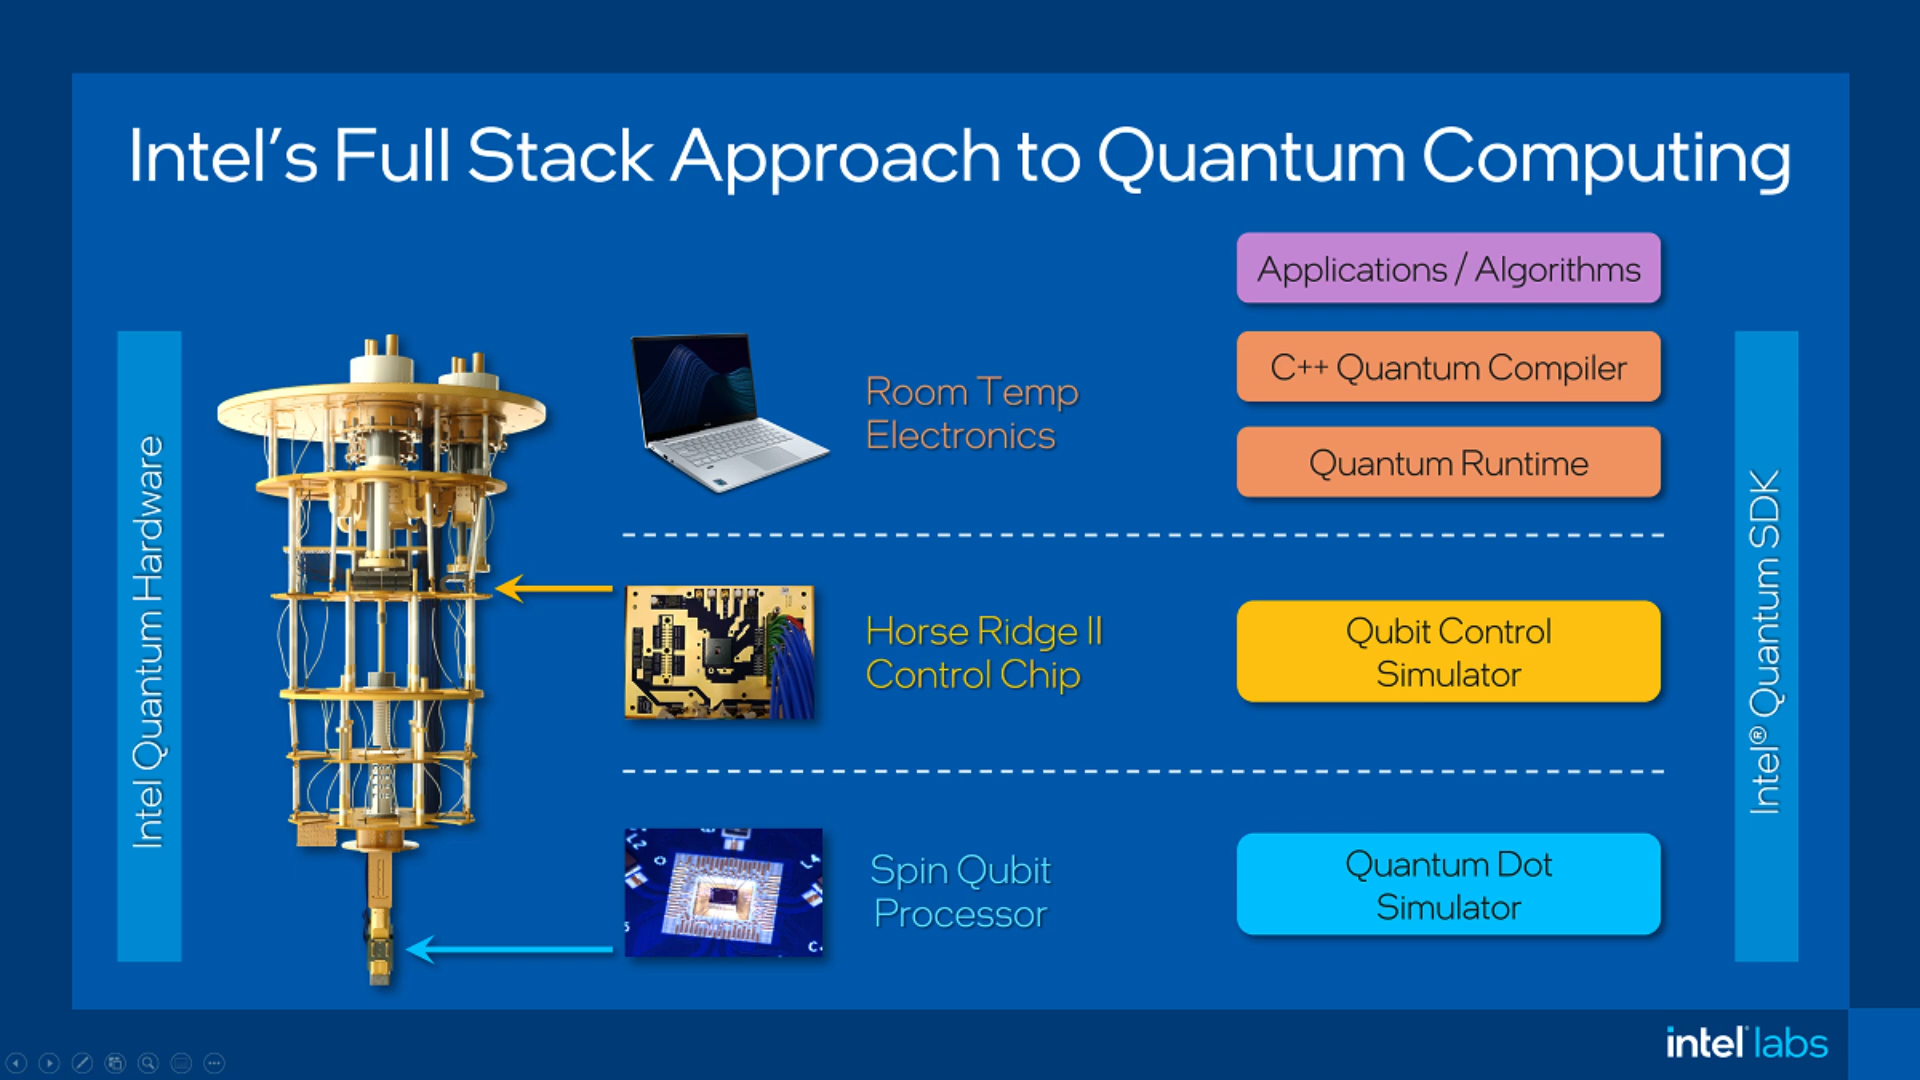 Intel's Full Stack Approach to Quantum Computing
Intel Quantum Hardware
Room Temp
Electronics
Horse Ridge II
Control Chip
Spin Qubit
Processor
Applications / Algorithms
C++ Quantum Compiler
Quantum Runtime
Qubit Control
Simulator
Quantum Dot
Simulator
Intel® Quantum SDK
intel labs